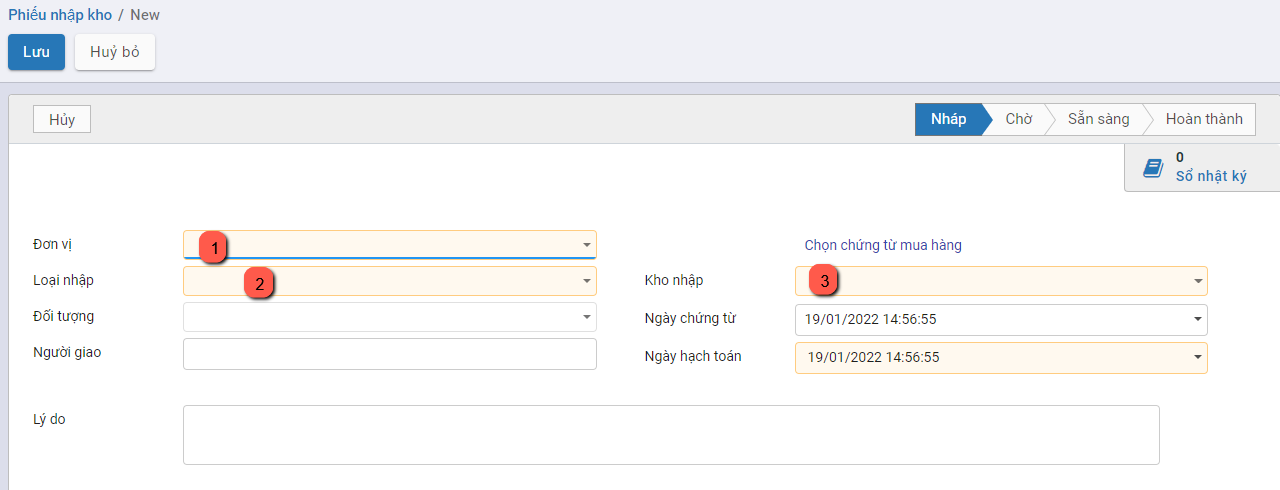 Phiếu nhập kho / New
Lưu Huỷ bỏ
Hủy Nháp Chờ Sẵn sàng Hoàn thành
0
Sổ nhật ký
Đơn vị 1 Chọn chứng từ mua hàng
Loại nhập 2 Kho nhập 3
Đối tượng Ngày chứng từ 19/01/2022 14:56:55
Người giao Ngày hạch toán 19/01/2022 14:56:55
Lý do